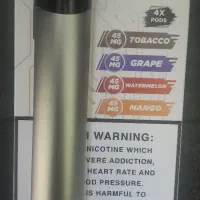 4X
PODS
45 MG TOBACCO
45 MG GRAPE
45 MG WATERMELON
45 MG MANGO
WARNING:
NICOTINE WHICH
VERE ADDICTION,
HEART RATE AND
OD PRESSURE.
IS HARMFUL TO